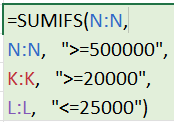 =SUMIFS(N:N,
N:N,   ">=500000",
K:K,   ">=20000",
L:L,   "<=25000")